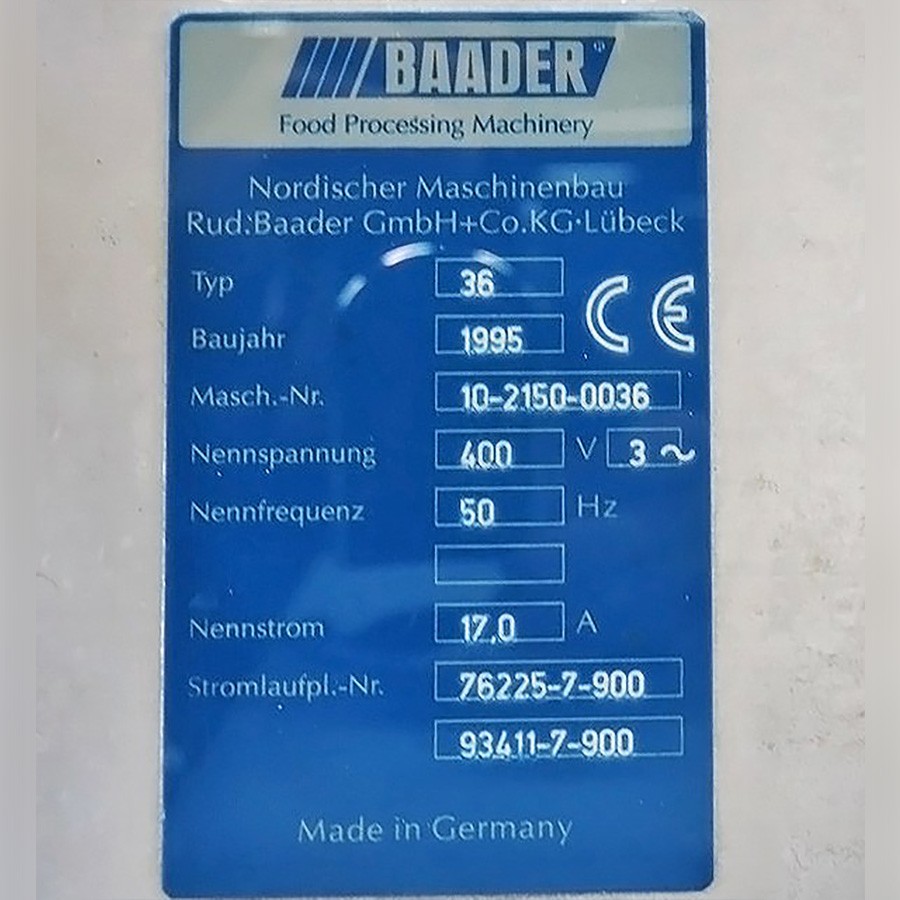 BAADER®
Food Processing Machinery
Nordischer Maschinenbau
Rud. Baader GmbH+Co.KG·Lübeck
Typ 36
Baujahr 1995 CE
Masch.-Nr. 10-2150-0036
Nennspannung 400 V 3~
Nennfrequenz 50 Hz
Nennstrom 17,0 A
Stromlaufpl.-Nr. 76225-7-900
93411-7-900
Made in Germany